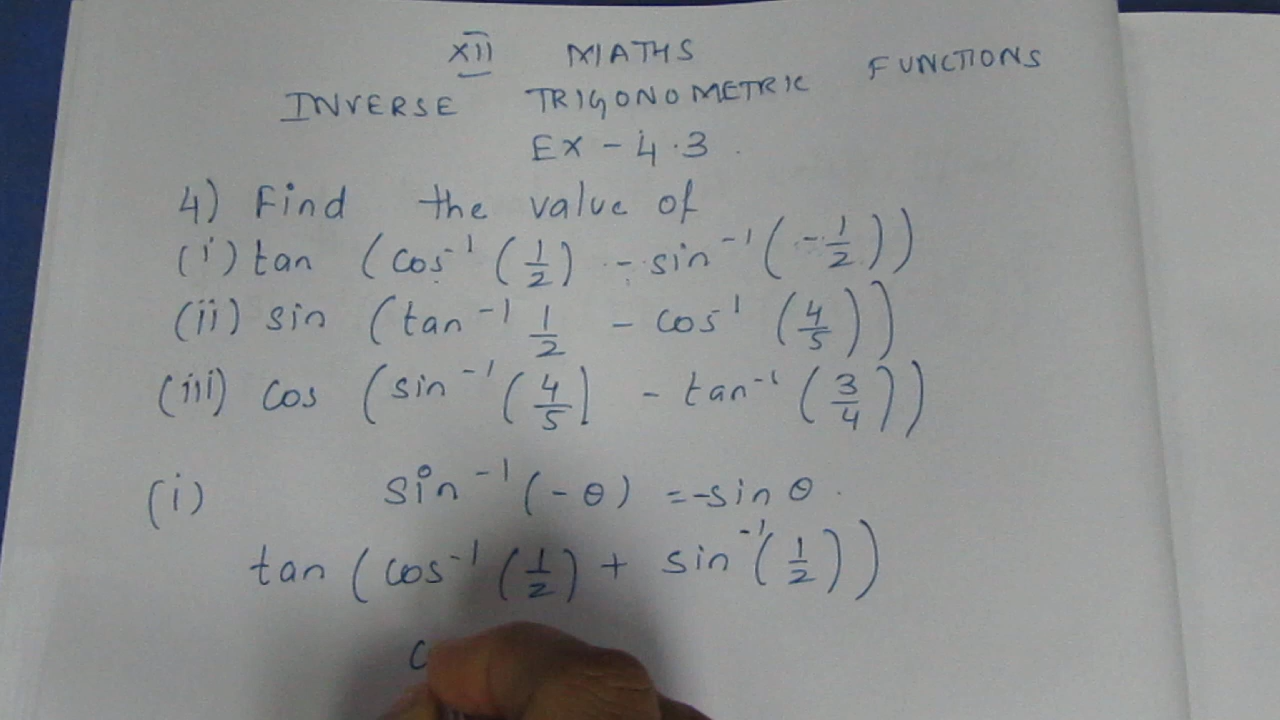 XII MATHS
INVERSE TRIGONOMETRIC FUNCTIONS
EX - 4.3
4) Find the value of
(i) tan (cos⁻¹ (1/2) - sin⁻¹ (-1/2))
(ii) sin (tan⁻¹ 1/2 - cos¹ (4/5))
(iii) cos (sin⁻¹ (4/5) - tan⁻¹ (3/4))
(i) sin⁻¹ (-θ) = -sin θ.
tan (cos⁻¹ (1/2) + sin⁻¹ (1/2))